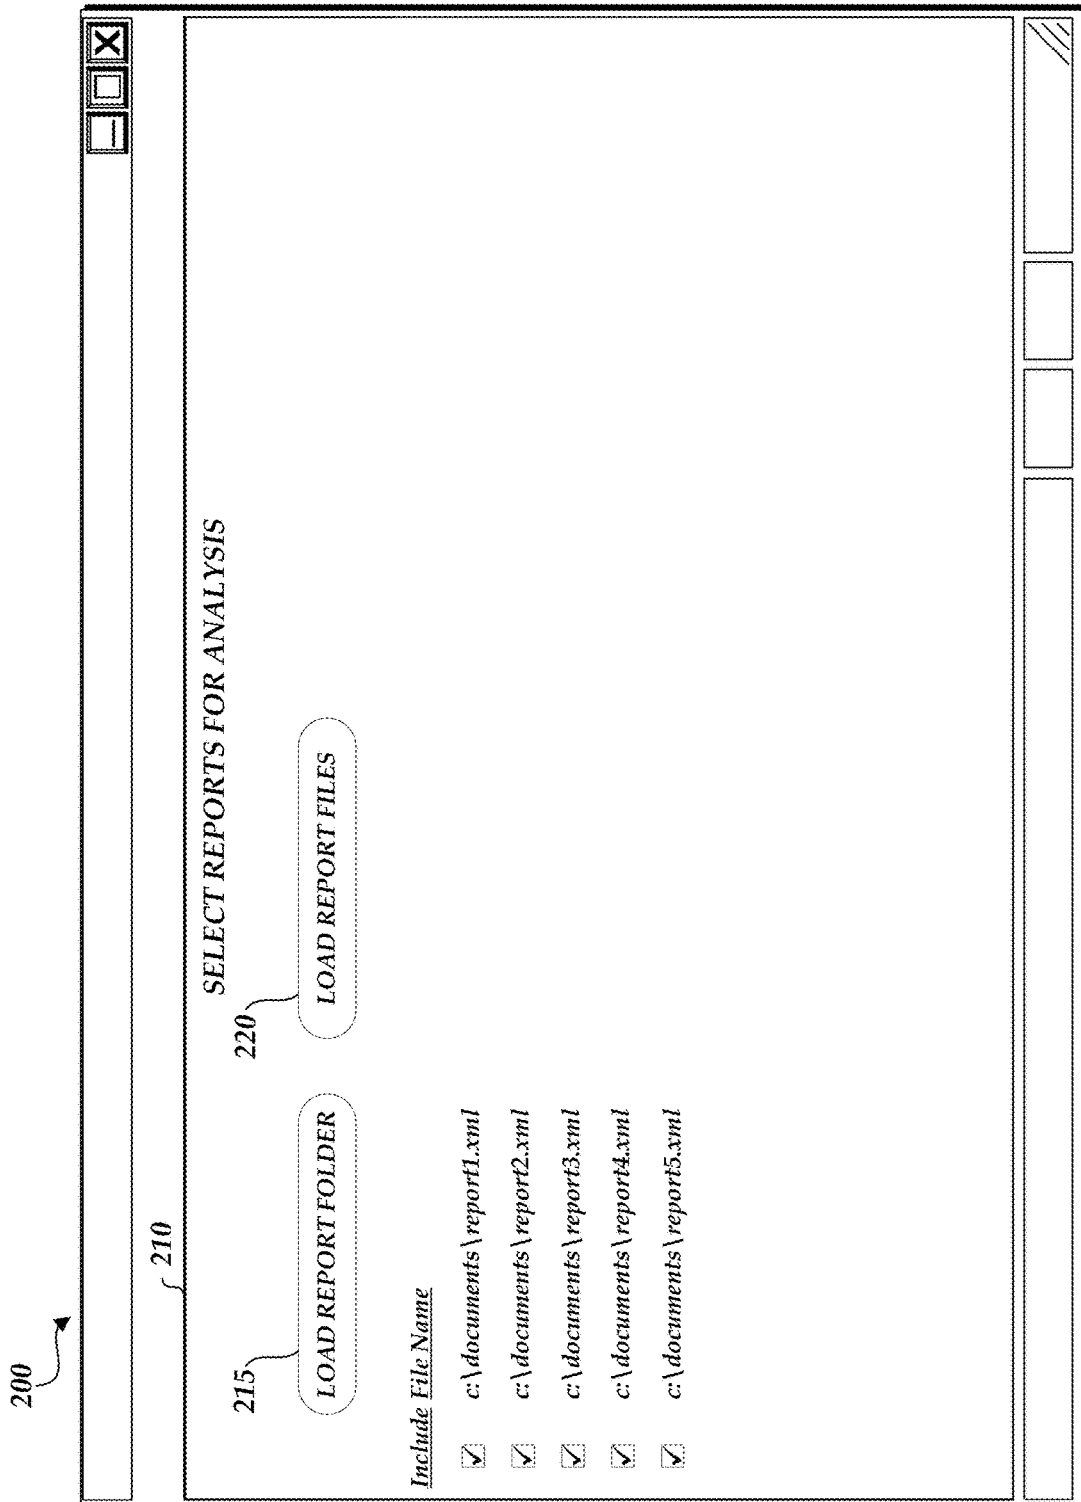 200
210
SELECT REPORTS FOR ANALYSIS
215
220
LOAD REPORT FOLDER
LOAD REPORT FILES
Include File Name
c:\documents\report1.xml
c:\documents\report2.xml
c:\documents\report3.xml
c:\documents\report4.xml
c:\documents\report5.xml